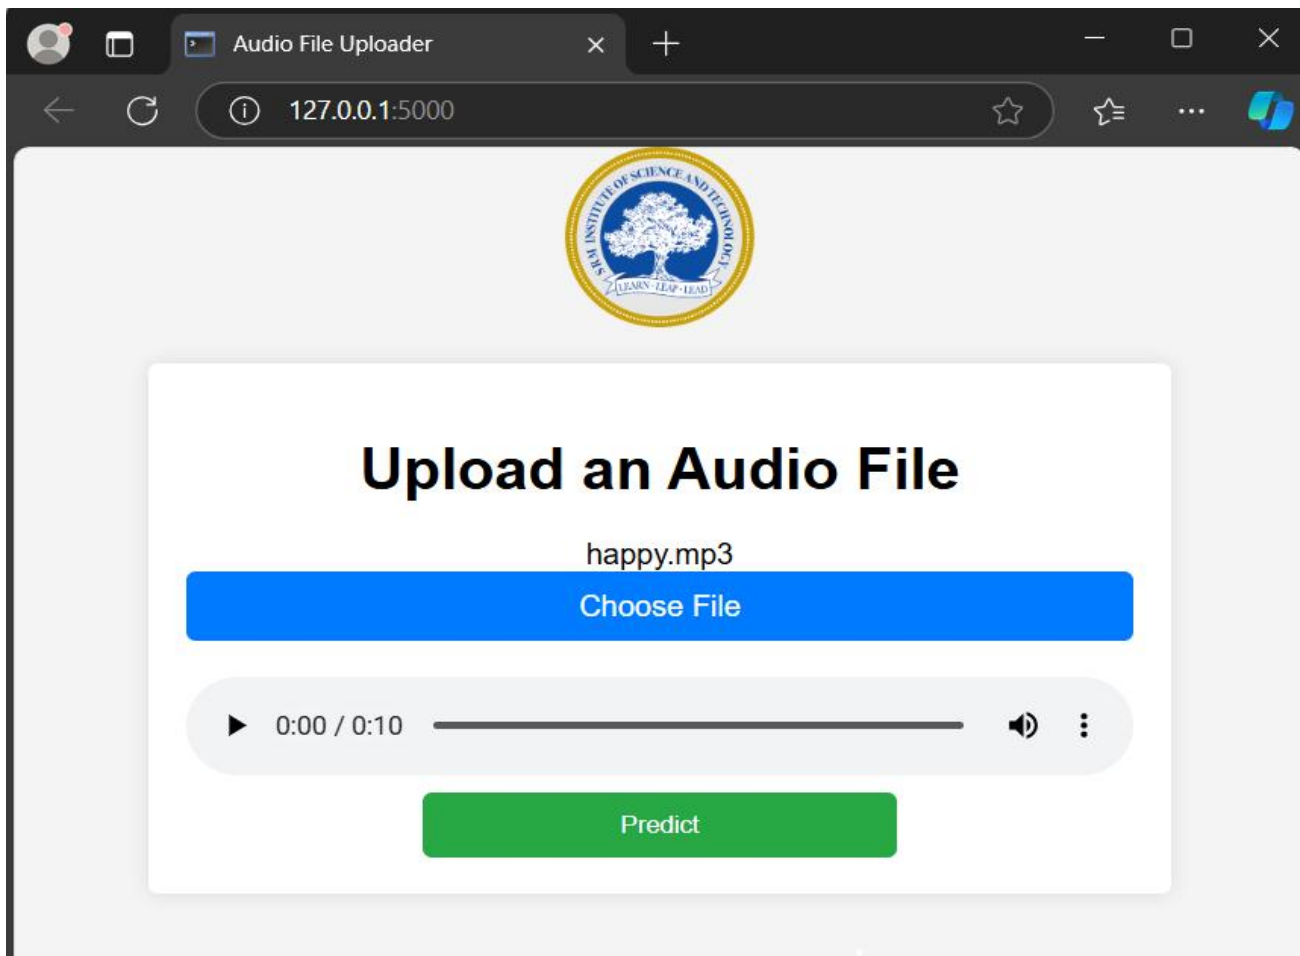 Audio File Uploader
127.0.0.1:5000
SRM INSTITUTE OF SCIENCE AND TECHNOLOGY
LEARN - LEAP - LEAD
Upload an Audio File
happy.mp3
Choose File
0:00 / 0:10
Predict